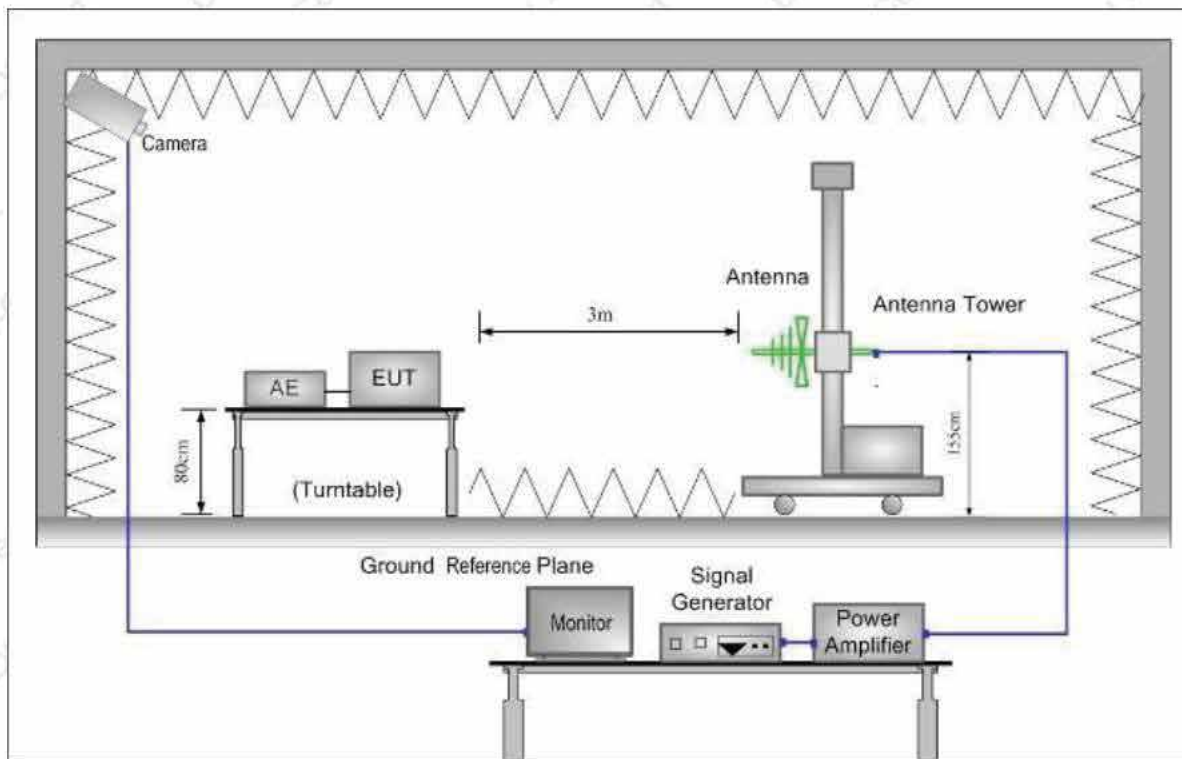 Camera
Antenna
Antenna Tower
3m
AE
EUT
80cm
(Turntable)
155cm
Ground Reference Plane
Signal
Generator
Monitor
Power
Amplifier